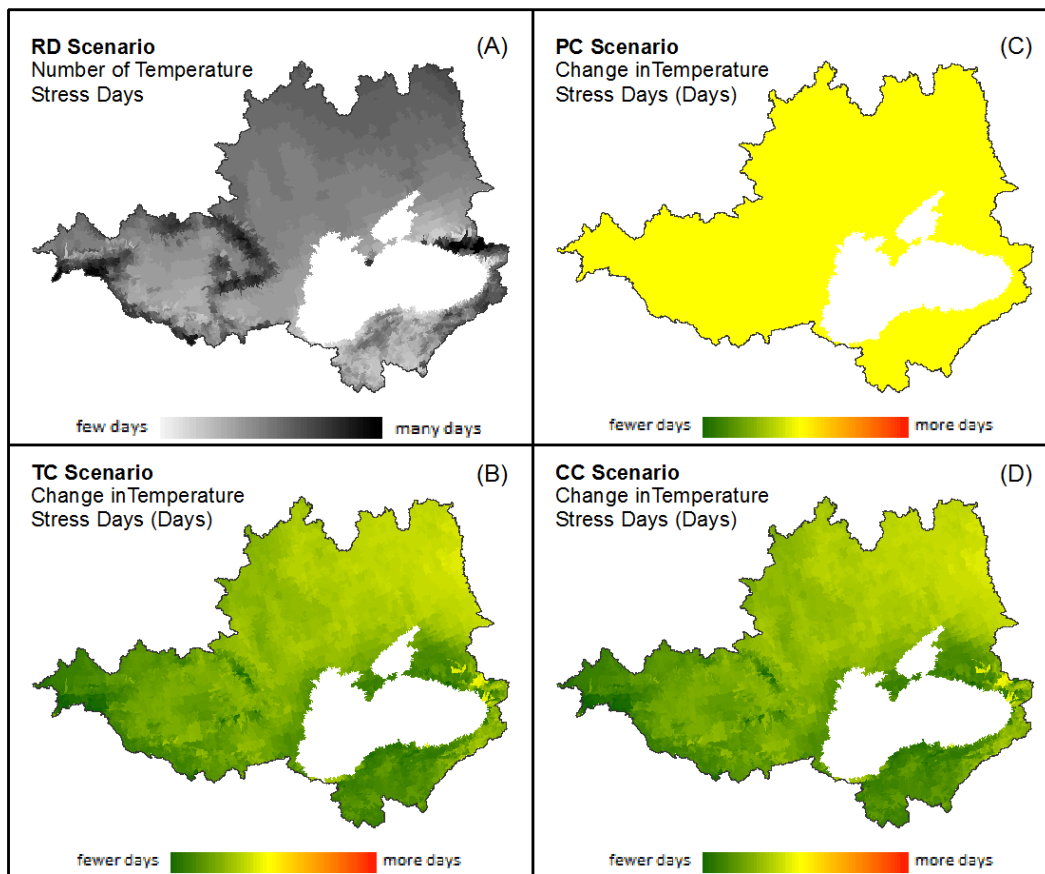 RD Scenario
(A)
Number of Temperature
Stress Days
few days
many days
PC Scenario
(C)
Change inTemperature
Stress Days (Days)
fewer days
more days
TC Scenario
(B)
Change inTemperature
Stress Days (Days)
fewer days
more days
CC Scenario
(D)
Change inTemperature
Stress Days (Days)
fewer days
more days